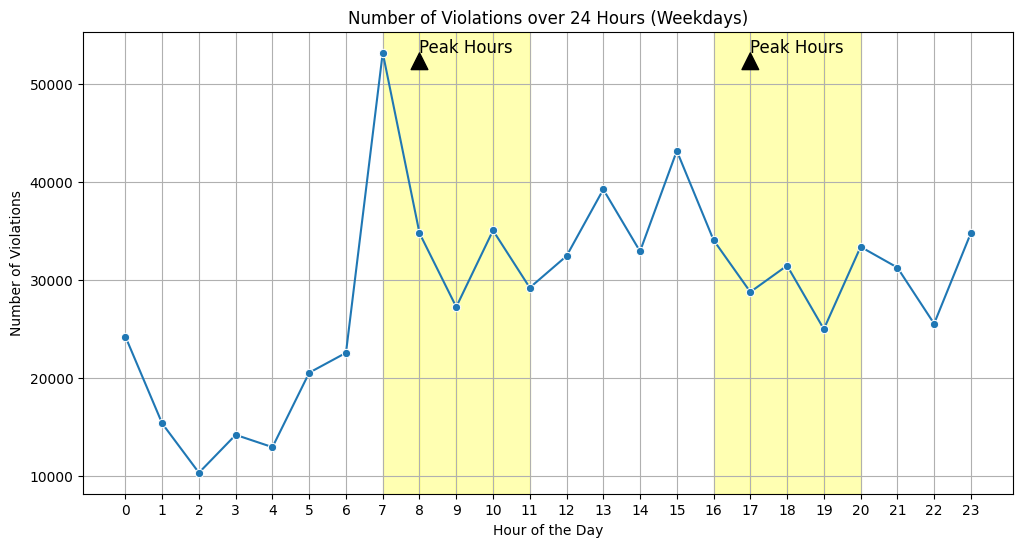 Number of Violations over 24 Hours (Weekdays)
Peak Hours
Peak Hours
Number of Violations
50000
40000
30000
20000
10000
0 1 2 3 4 5 6 7 8 9 10 11 12 13 14 15 16 17 18 19 20 21 22 23
Hour of the Day